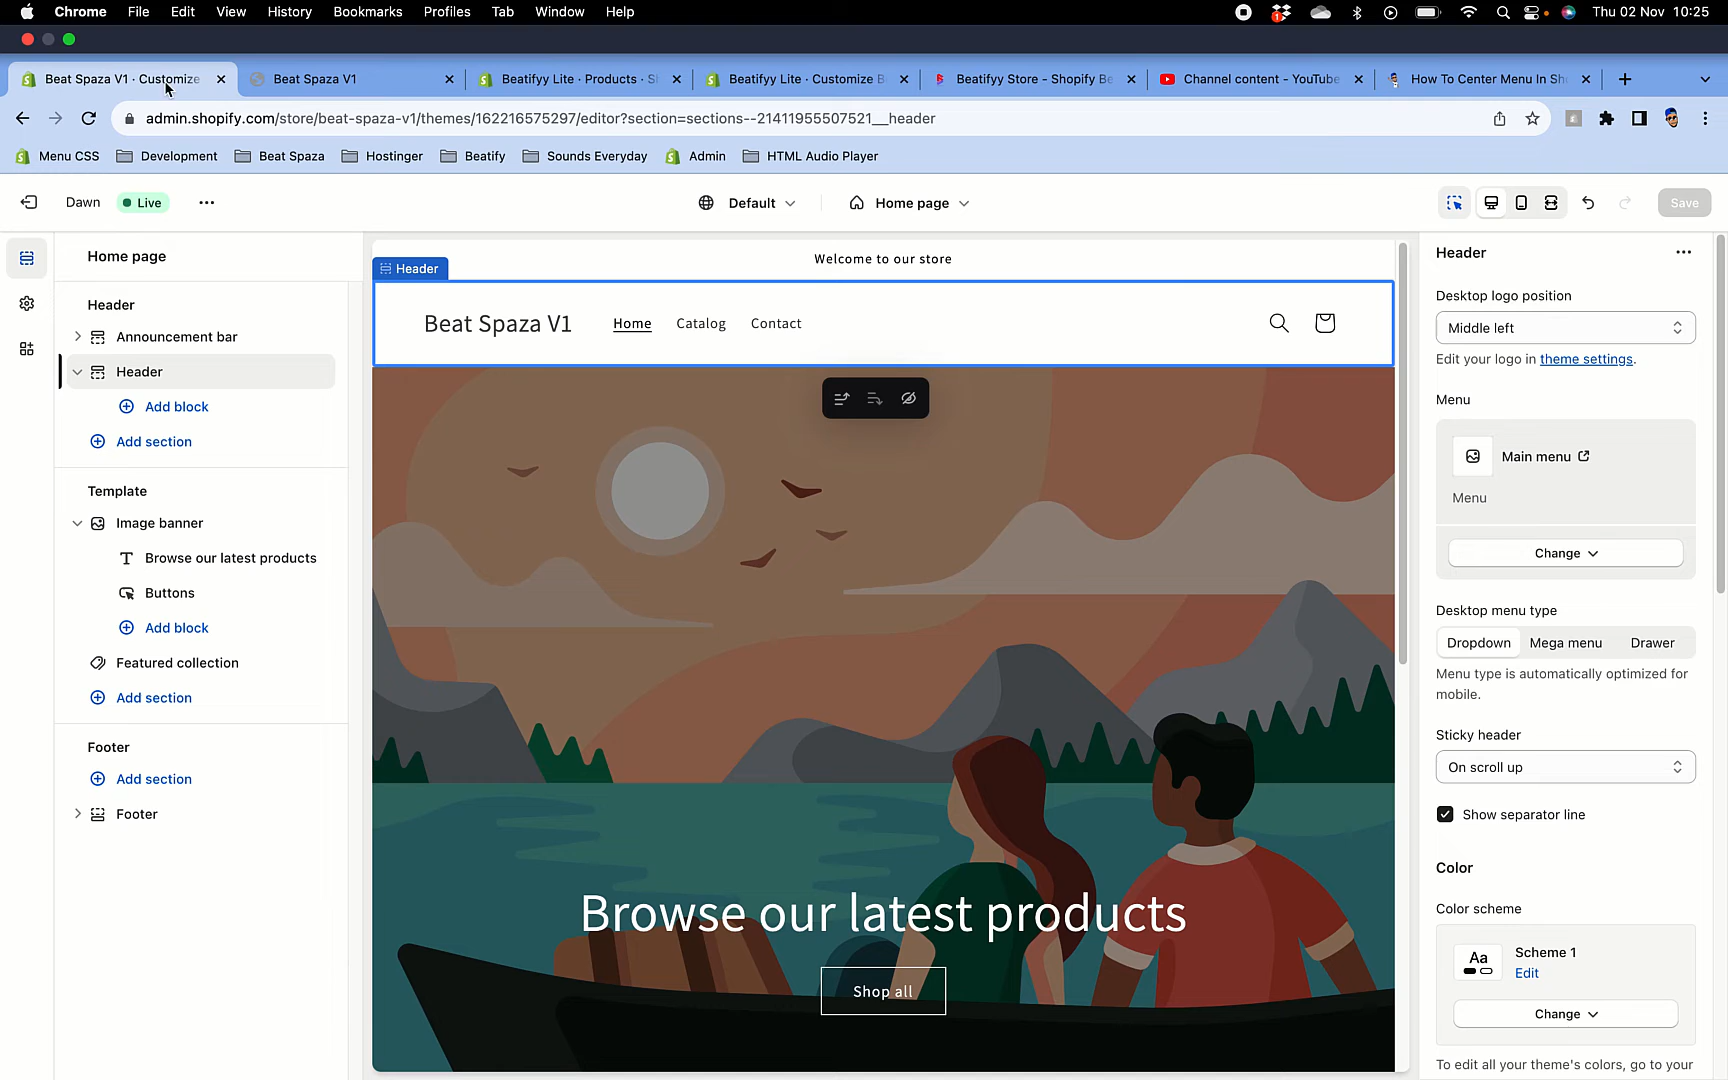 Chrome File Edit View History Bookmarks Profiles Tab Window Help
1
Thu 02 Nov 10:25
Beat Spaza V1 · Customize
Beat Spaza V1
Beatifyy Lite · Products · S
Beatifyy Lite · Customize B
Beatifyy Store - Shopify Be
Channel content - YouTube
How To Center Menu In Sh
admin.shopify.com/store/beat-spaza-v1/themes/162216575297/editor?section=sections--21411955507521__header
Menu CSS Development Beat Spaza Hostinger Beatify Sounds Everyday Admin HTML Audio Player
Dawn Live ··· Default Home page Save
Home page
Header
Announcement bar
Header
Add block
Add section
Template
Image banner
Browse our latest products
Buttons
Add block
Featured collection
Add section
Footer
Add section
Footer
Welcome to our store
Header
Beat Spaza V1 Home Catalog Contact
Browse our latest products
Shop all
Header
Desktop logo position
Middle left
Edit your logo in theme settings.
Menu
Main menu
Menu
Change
Desktop menu type
Dropdown Mega menu Drawer
Menu type is automatically optimized for
mobile.
Sticky header
On scroll up
Show separator line
Color
Color scheme
Aa
Scheme 1
Edit
Change
To edit all your theme's colors, go to your